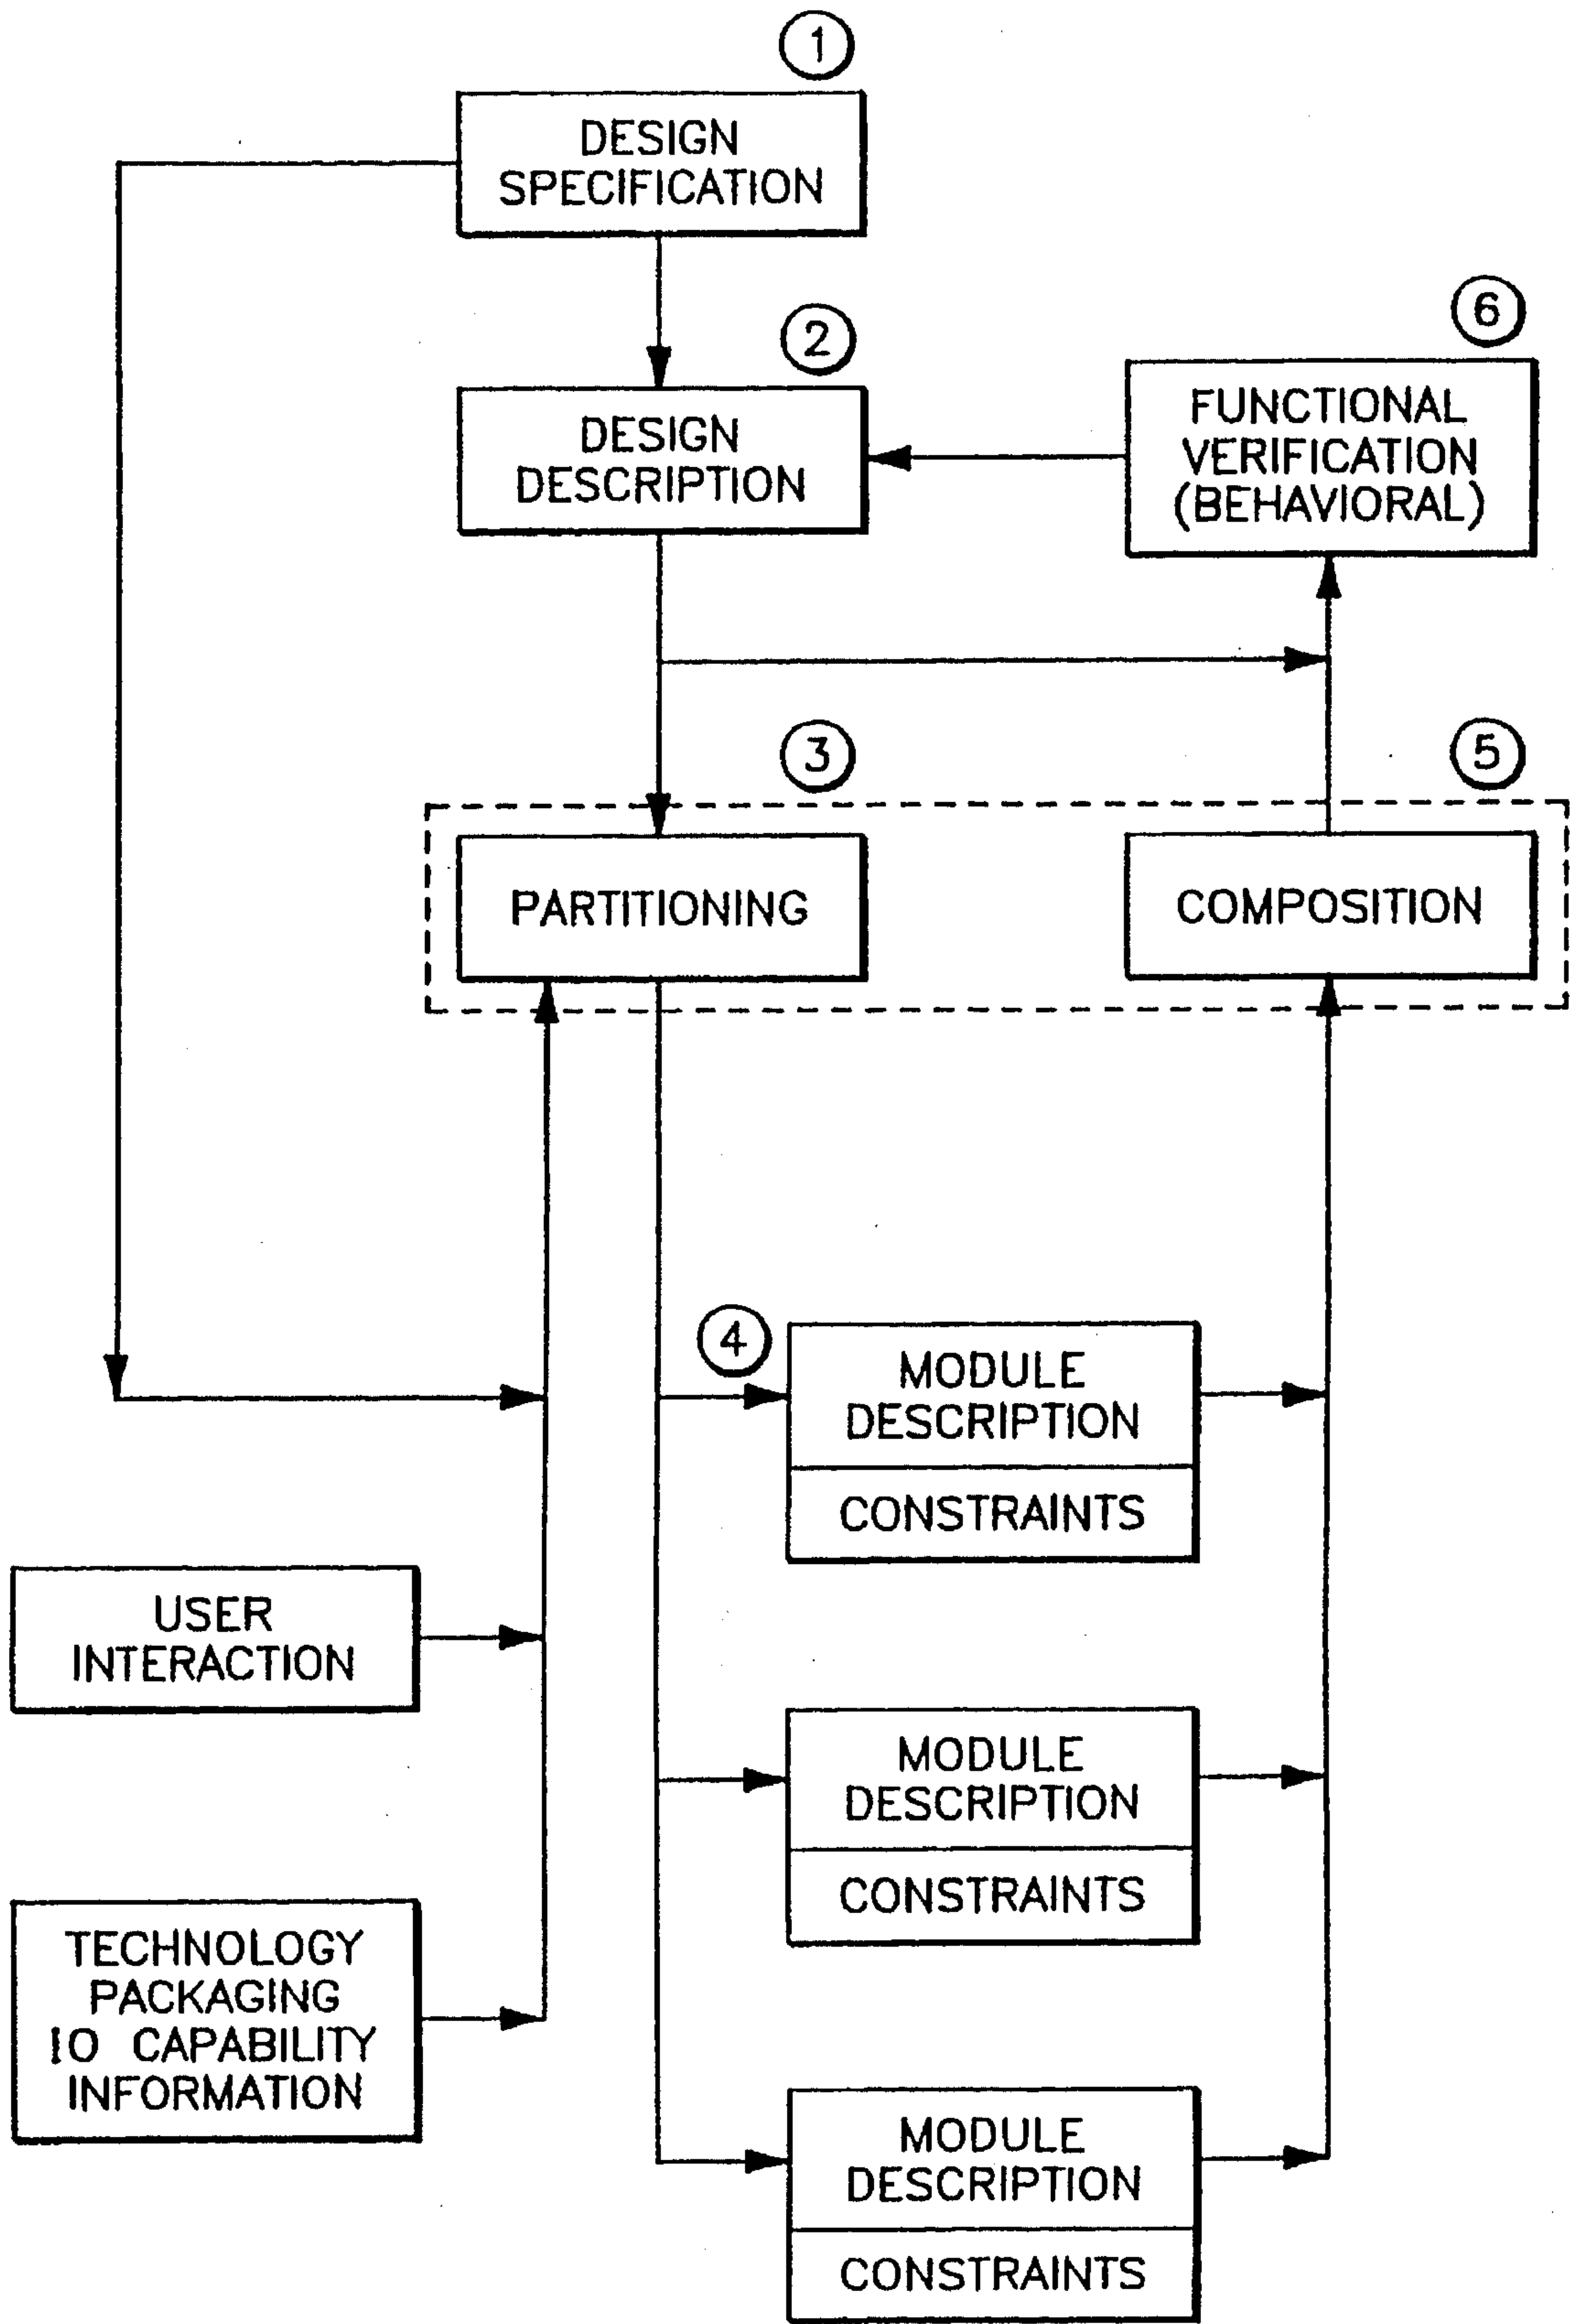 1
DESIGN
SPECIFICATION
2
DESIGN
DESCRIPTION
6
FUNCTIONAL
VERIFICATION
(BEHAVIORAL)
3
PARTITIONING
5
COMPOSITION
4
MODULE
DESCRIPTION
CONSTRAINTS
USER
INTERACTION
MODULE
DESCRIPTION
CONSTRAINTS
TECHNOLOGY
PACKAGING
IO CAPABILITY
INFORMATION
MODULE
DESCRIPTION
CONSTRAINTS